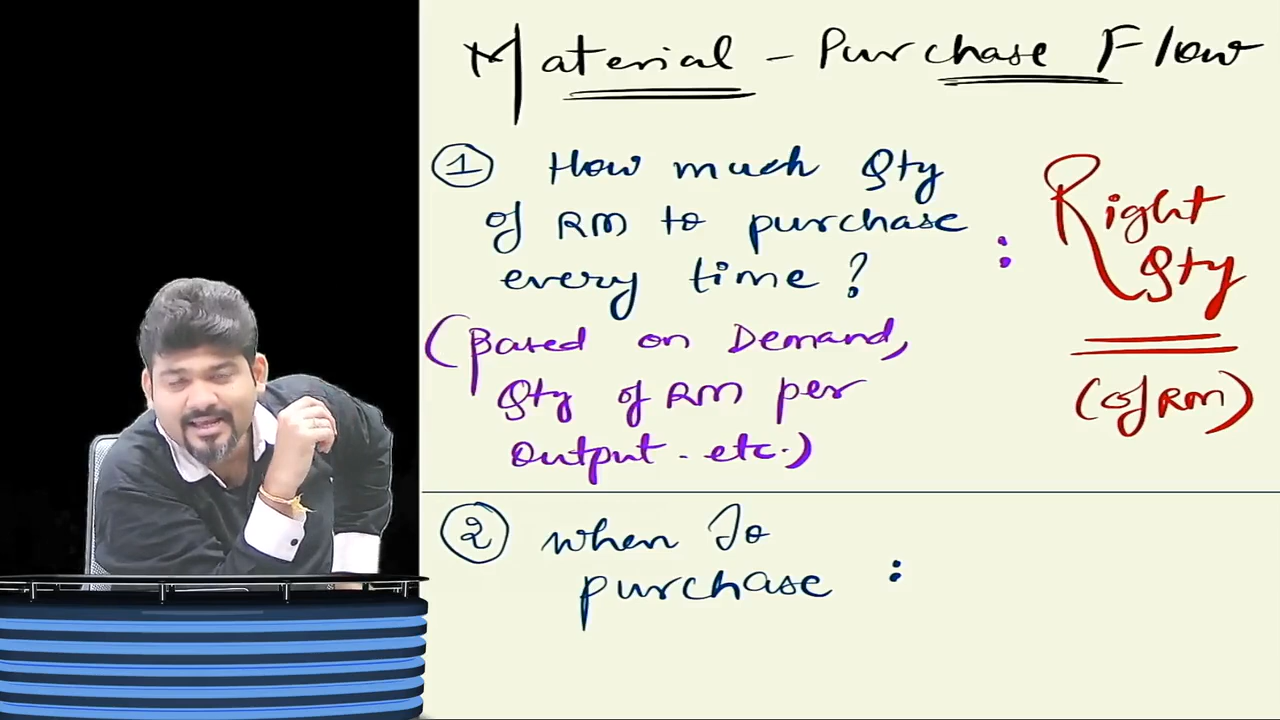 Material - Purchase Flow
① How much Qty
of RM to purchase
every time ?
:
Right
Qty
(of RM)
(Based on Demand,
Qty of RM per
Output. etc.)
② When To
purchase :